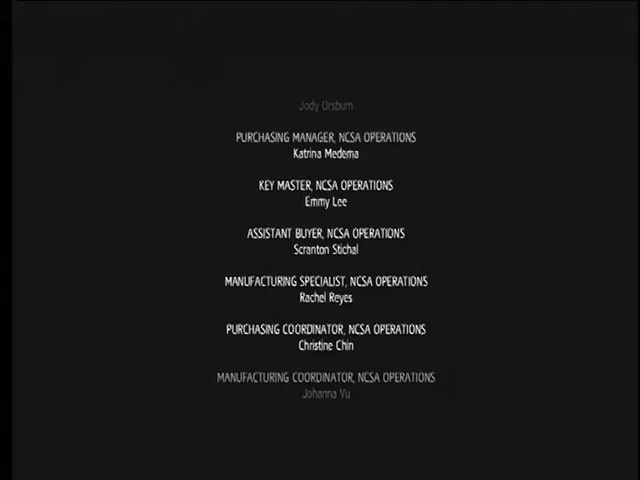 Jody Orsburn
PURCHASING MANAGER, NCSA OPERATIONS
Katrina Medema
KEY MASTER, NCSA OPERATIONS
Emmy Lee
ASSISTANT BUYER, NCSA OPERATIONS
Scranton Stichal
MANUFACTURING SPECIALIST, NCSA OPERATIONS
Rachel Reyes
PURCHASING COORDINATOR, NCSA OPERATIONS
Christine Chin
MANUFACTURING COORDINATOR, NCSA OPERATIONS
Johanna Vu